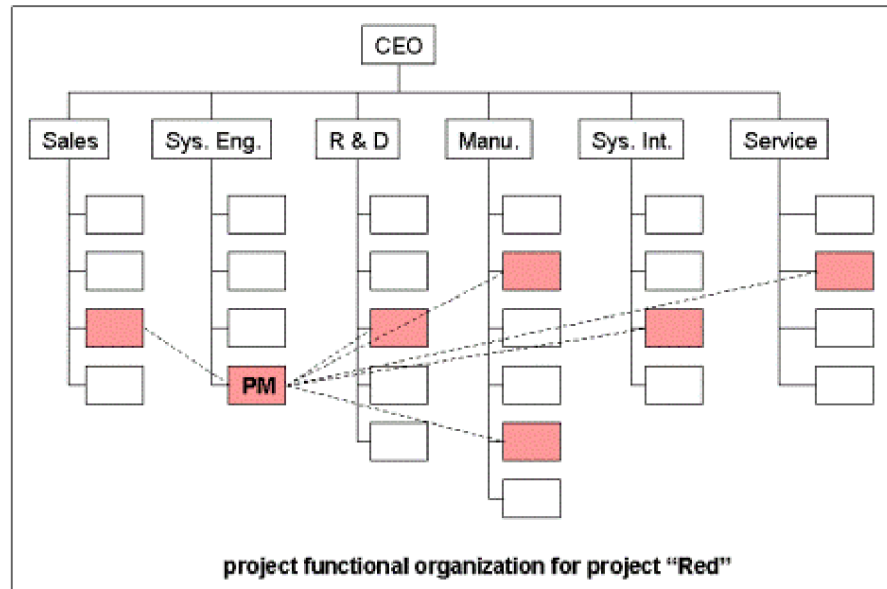 CEO
Sales
Sys. Eng.
R & D
Manu.
Sys. Int.
Service
PM
project functional organization for project “Red”